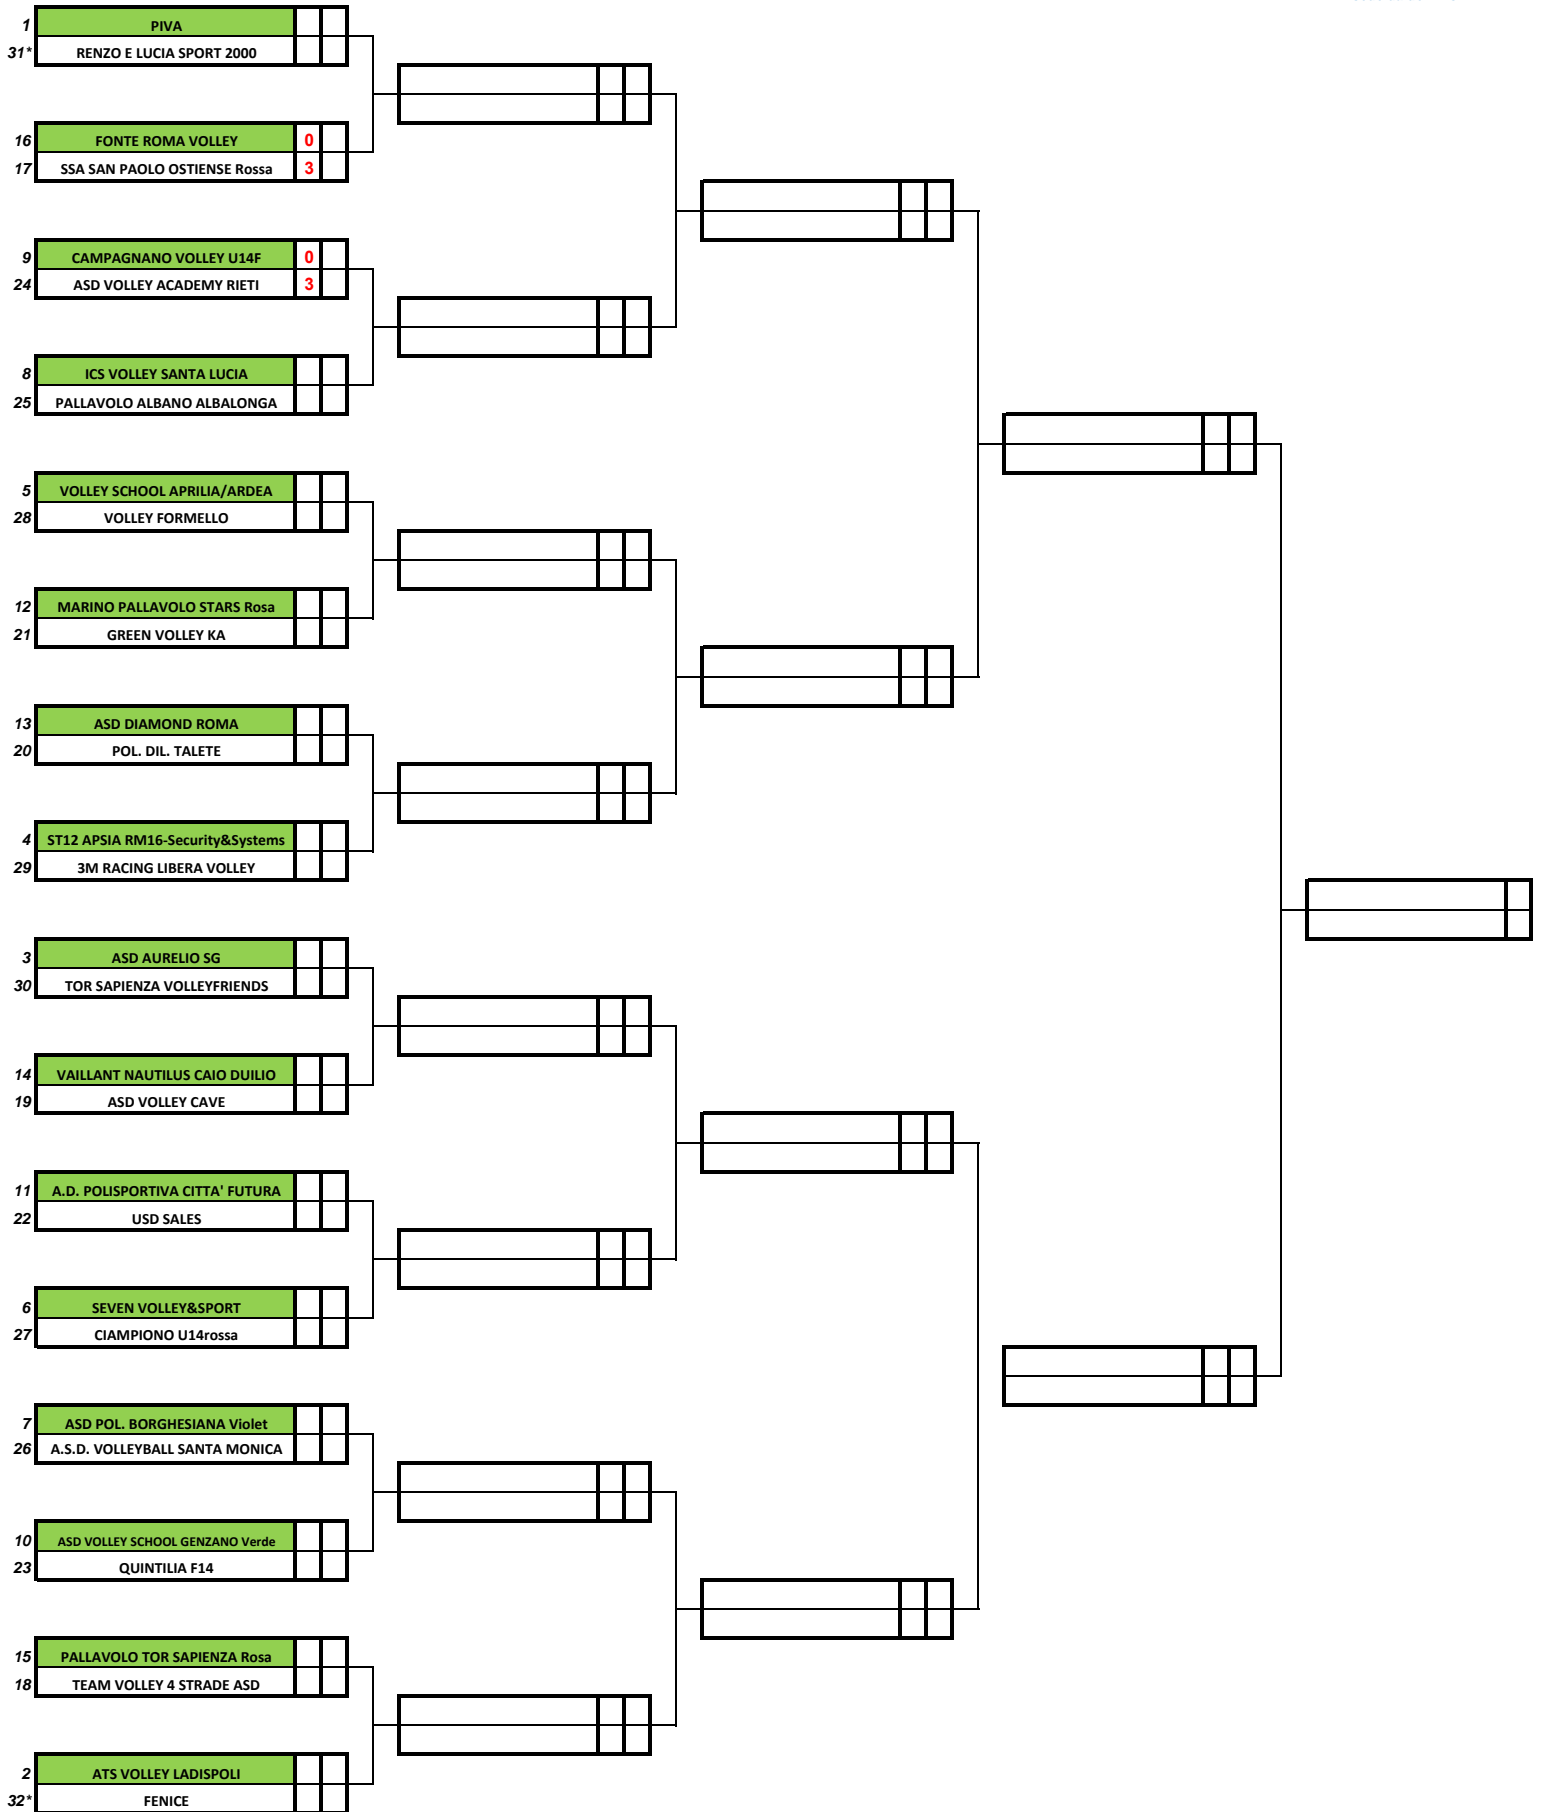 1 PIVA
31* RENZO E LUCIA SPORT 2000
16 FONTE ROMA VOLLEY 0
17 SSA SAN PAOLO OSTIENSE Rossa 3
9 CAMPAGNANO VOLLEY U14F 0
24 ASD VOLLEY ACADEMY RIETI 3
8 ICS VOLLEY SANTA LUCIA
25 PALLAVOLO ALBANO ALBALONGA
5 VOLLEY SCHOOL APRILIA/ARDEA
28 VOLLEY FORMELLO
12 MARINO PALLAVOLO STARS Rosa
21 GREEN VOLLEY KA
13 ASD DIAMOND ROMA
20 POL. DIL. TALETE
4 ST12 APSIA RM16-Security&Systems
29 3M RACING LIBERA VOLLEY
3 ASD AURELIO SG
30 TOR SAPIENZA VOLLEYFRIENDS
14 VAILLANT NAUTILUS CAIO DUILIO
19 ASD VOLLEY CAVE
11 A.D. POLISPORTIVA CITTA' FUTURA
22 USD SALES
6 SEVEN VOLLEY&SPORT
27 CIAMPIONO U14rossa
7 ASD POL. BORGHESIANA Violet
26 A.S.D. VOLLEYBALL SANTA MONICA
10 ASD VOLLEY SCHOOL GENZANO Verde
23 QUINTILIA F14
15 PALLAVOLO TOR SAPIENZA Rosa
18 TEAM VOLLEY 4 STRADE ASD
2 ATS VOLLEY LADISPOLI
32* FENICE